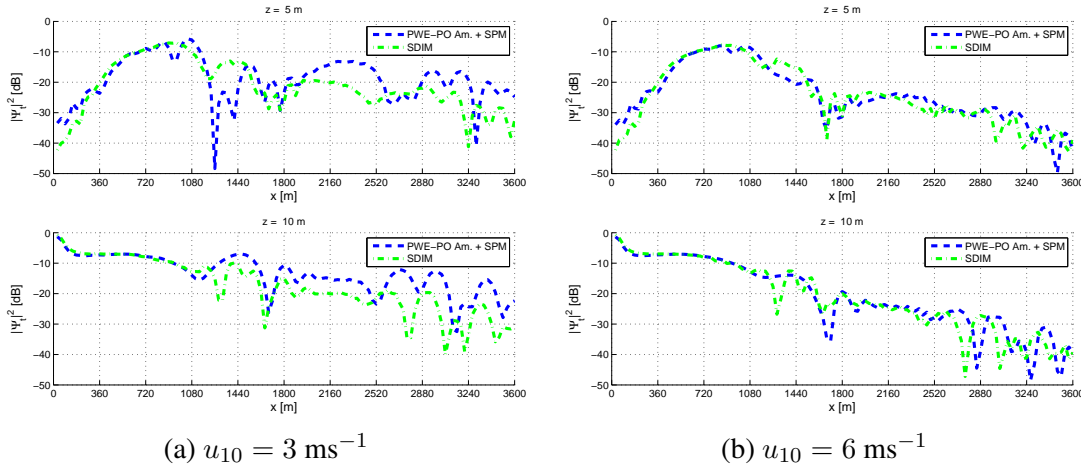 z = 5 m
0
−10
−20
−30
−40
−50
|Ψt|² [dB]
PWE−PO Am. + SPM
SDIM
0 360 720 1080 1440 1800 2160 2520 2880 3240 3600
x [m]
z = 10 m
0
−10
−20
−30
−40
−50
|Ψt|² [dB]
PWE−PO Am. + SPM
SDIM
0 360 720 1080 1440 1800 2160 2520 2880 3240 3600
x [m]
(a) u₁₀ = 3 ms⁻¹
z = 5 m
0
−10
−20
−30
−40
−50
|Ψt|² [dB]
PWE−PO Am. + SPM
SDIM
0 360 720 1080 1440 1800 2160 2520 2880 3240 3600
x [m]
z = 10 m
0
−10
−20
−30
−40
−50
|Ψt|² [dB]
PWE−PO Am. + SPM
SDIM
0 360 720 1080 1440 1800 2160 2520 2880 3240 3600
x [m]
(b) u₁₀ = 6 ms⁻¹